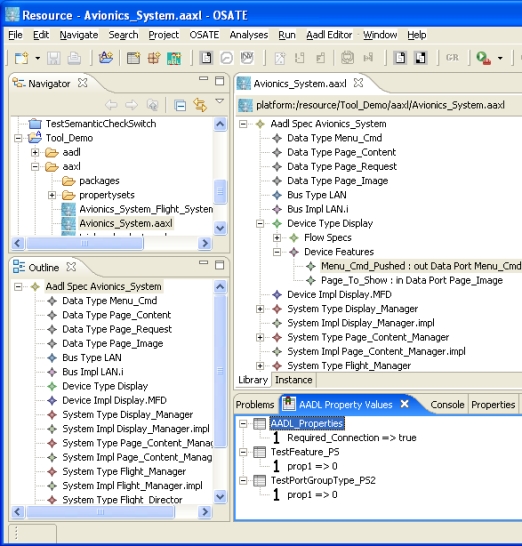 Resource - Avionics_System.aaxl - OSATE
File Edit Navigate Search Project OSATE Analyses Run Aadl Editor Window Help
GR
Navigator
TestSemanticCheckSwitch
Tool_Demo
aadl
aaxl
packages
propertysets
Avionics_System_Flight_System
Avionics_System.aaxl
Outline
Aadl Spec Avionics_System
Data Type Menu_Cmd
Data Type Page_Content
Data Type Page_Request
Data Type Page_Image
Bus Type LAN
Bus Impl LAN.i
Device Type Display
Device Impl Display.MFD
System Type Display_Manager
System Impl Display_Manager.impl
System Type Page_Content_Manag
System Impl Page_Content_Manag
System Type Flight_Manager
System Impl Flight_Manager.impl
System Type Flight_Director
Avionics_System.aaxl
platform:/resource/Tool_Demo/aaxl/Avionics_System.aaxl
Aadl Spec Avionics_System
Data Type Menu_Cmd
Data Type Page_Content
Data Type Page_Request
Data Type Page_Image
Bus Type LAN
Bus Impl LAN.i
Device Type Display
Flow Specs
Device Features
Menu_Cmd_Pushed : out Data Port Menu_Cmd
Page_To_Show : in Data Port Page_Image
Device Impl Display.MFD
System Type Display_Manager
System Impl Display_Manager.impl
System Type Page_Content_Manager
System Impl Page_Content_Manager.impl
System Type Flight_Manager
Library Instance
Problems AADL Property Values Console Properties
AADL_Properties
1 Required_Connection => true
TestFeature_PS
1 prop1 => 0
TestPortGroupType_PS2
1 prop1 => 0